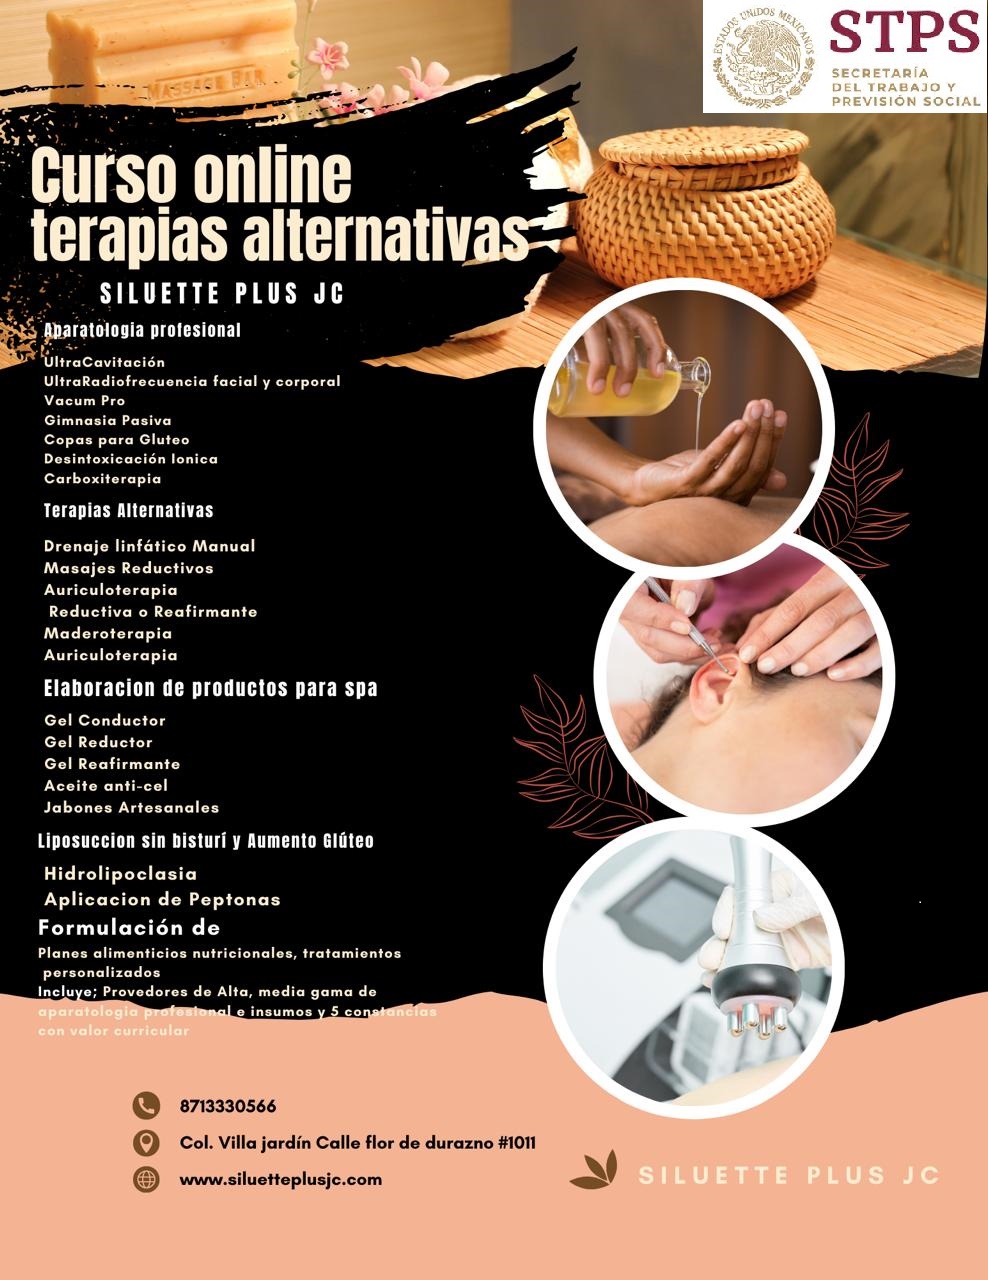 MASSAGE BAR
ESTADOS UNIDOS MEXICANOS
STPS
SECRETARÍA
DEL TRABAJO Y
PREVISIÓN SOCIAL
Curso online
terapias alternativas
SILUETTE PLUS JC
Aparatologia profesional
UltraCavitación
UltraRadiofrecuencia facial y corporal
Vacum Pro
Gimnasia Pasiva
Copas para Gluteo
Desintoxicación Ionica
Carboxiterapia
Terapias Alternativas
Drenaje linfático Manual
Masajes Reductivos
Auriculoterapia
Reductiva o Reafirmante
Maderoterapia
Auriculoterapia
Elaboracion de productos para spa
Gel Conductor
Gel Reductor
Gel Reafirmante
Aceite anti-cel
Jabones Artesanales
Liposuccion sin bisturí y Aumento Glúteo
Hidrolipoclasia
Aplicacion de Peptonas
Formulación de
Planes alimenticios nutricionales, tratamientos
personalizados
Incluye; Provedores de Alta, media gama de
aparatologia profesional e insumos y 5 constancias
con valor curricular
8713330566
Col. Villa jardín Calle flor de durazno #1011
www.siluetteplusjc.com
SILUETTE PLUS JC